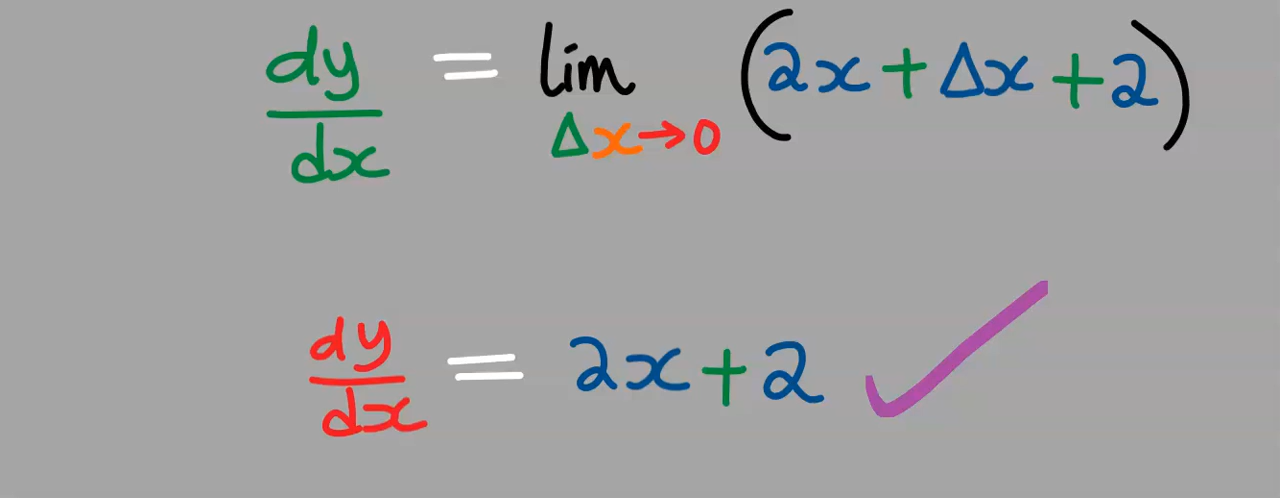 dy/dx = lim Δx→0 (2x + Δx + 2)
dy/dx = 2x + 2